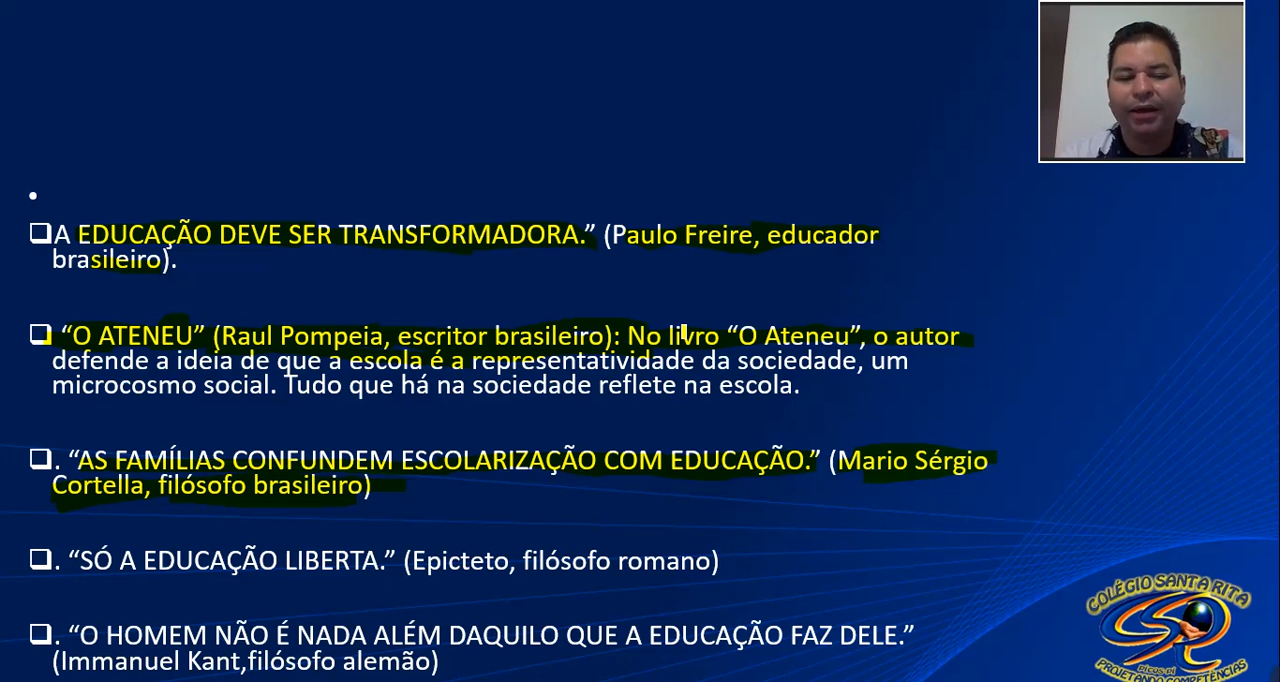 A EDUCAÇÃO DEVE SER TRANSFORMADORA.” (Paulo Freire, educador
brasileiro).
“O ATENEU” (Raul Pompeia, escritor brasileiro): No livro “O Ateneu”, o autor
defende a ideia de que a escola é a representatividade da sociedade, um
microcosmo social. Tudo que há na sociedade reflete na escola.
. “AS FAMÍLIAS CONFUNDEM ESCOLARIZAÇÃO COM EDUCAÇÃO.” (Mario Sérgio
Cortella, filósofo brasileiro)
. “SÓ A EDUCAÇÃO LIBERTA.” (Epicteto, filósofo romano)
. “O HOMEM NÃO É NADA ALÉM DAQUILO QUE A EDUCAÇÃO FAZ DELE.”
(Immanuel Kant,filósofo alemão)
COLÉGIO SANTA RITA
PROJETANDO COMPETÊNCIAS